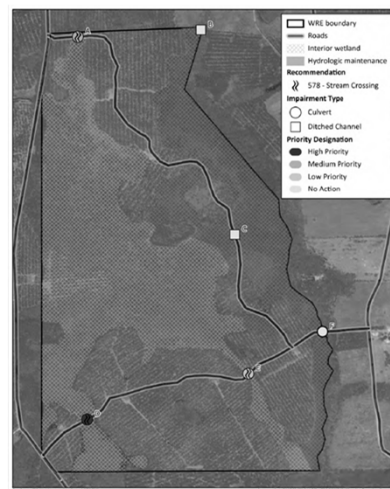 A
B
WRE boundary
Roads
Interior wetland
Hydrologic maintenance
Recommendation
578 - Stream Crossing
Impairment Type
Culvert
Ditched Channel
Priority Designation
High Priority
Medium Priority
Low Priority
No Action
C
F